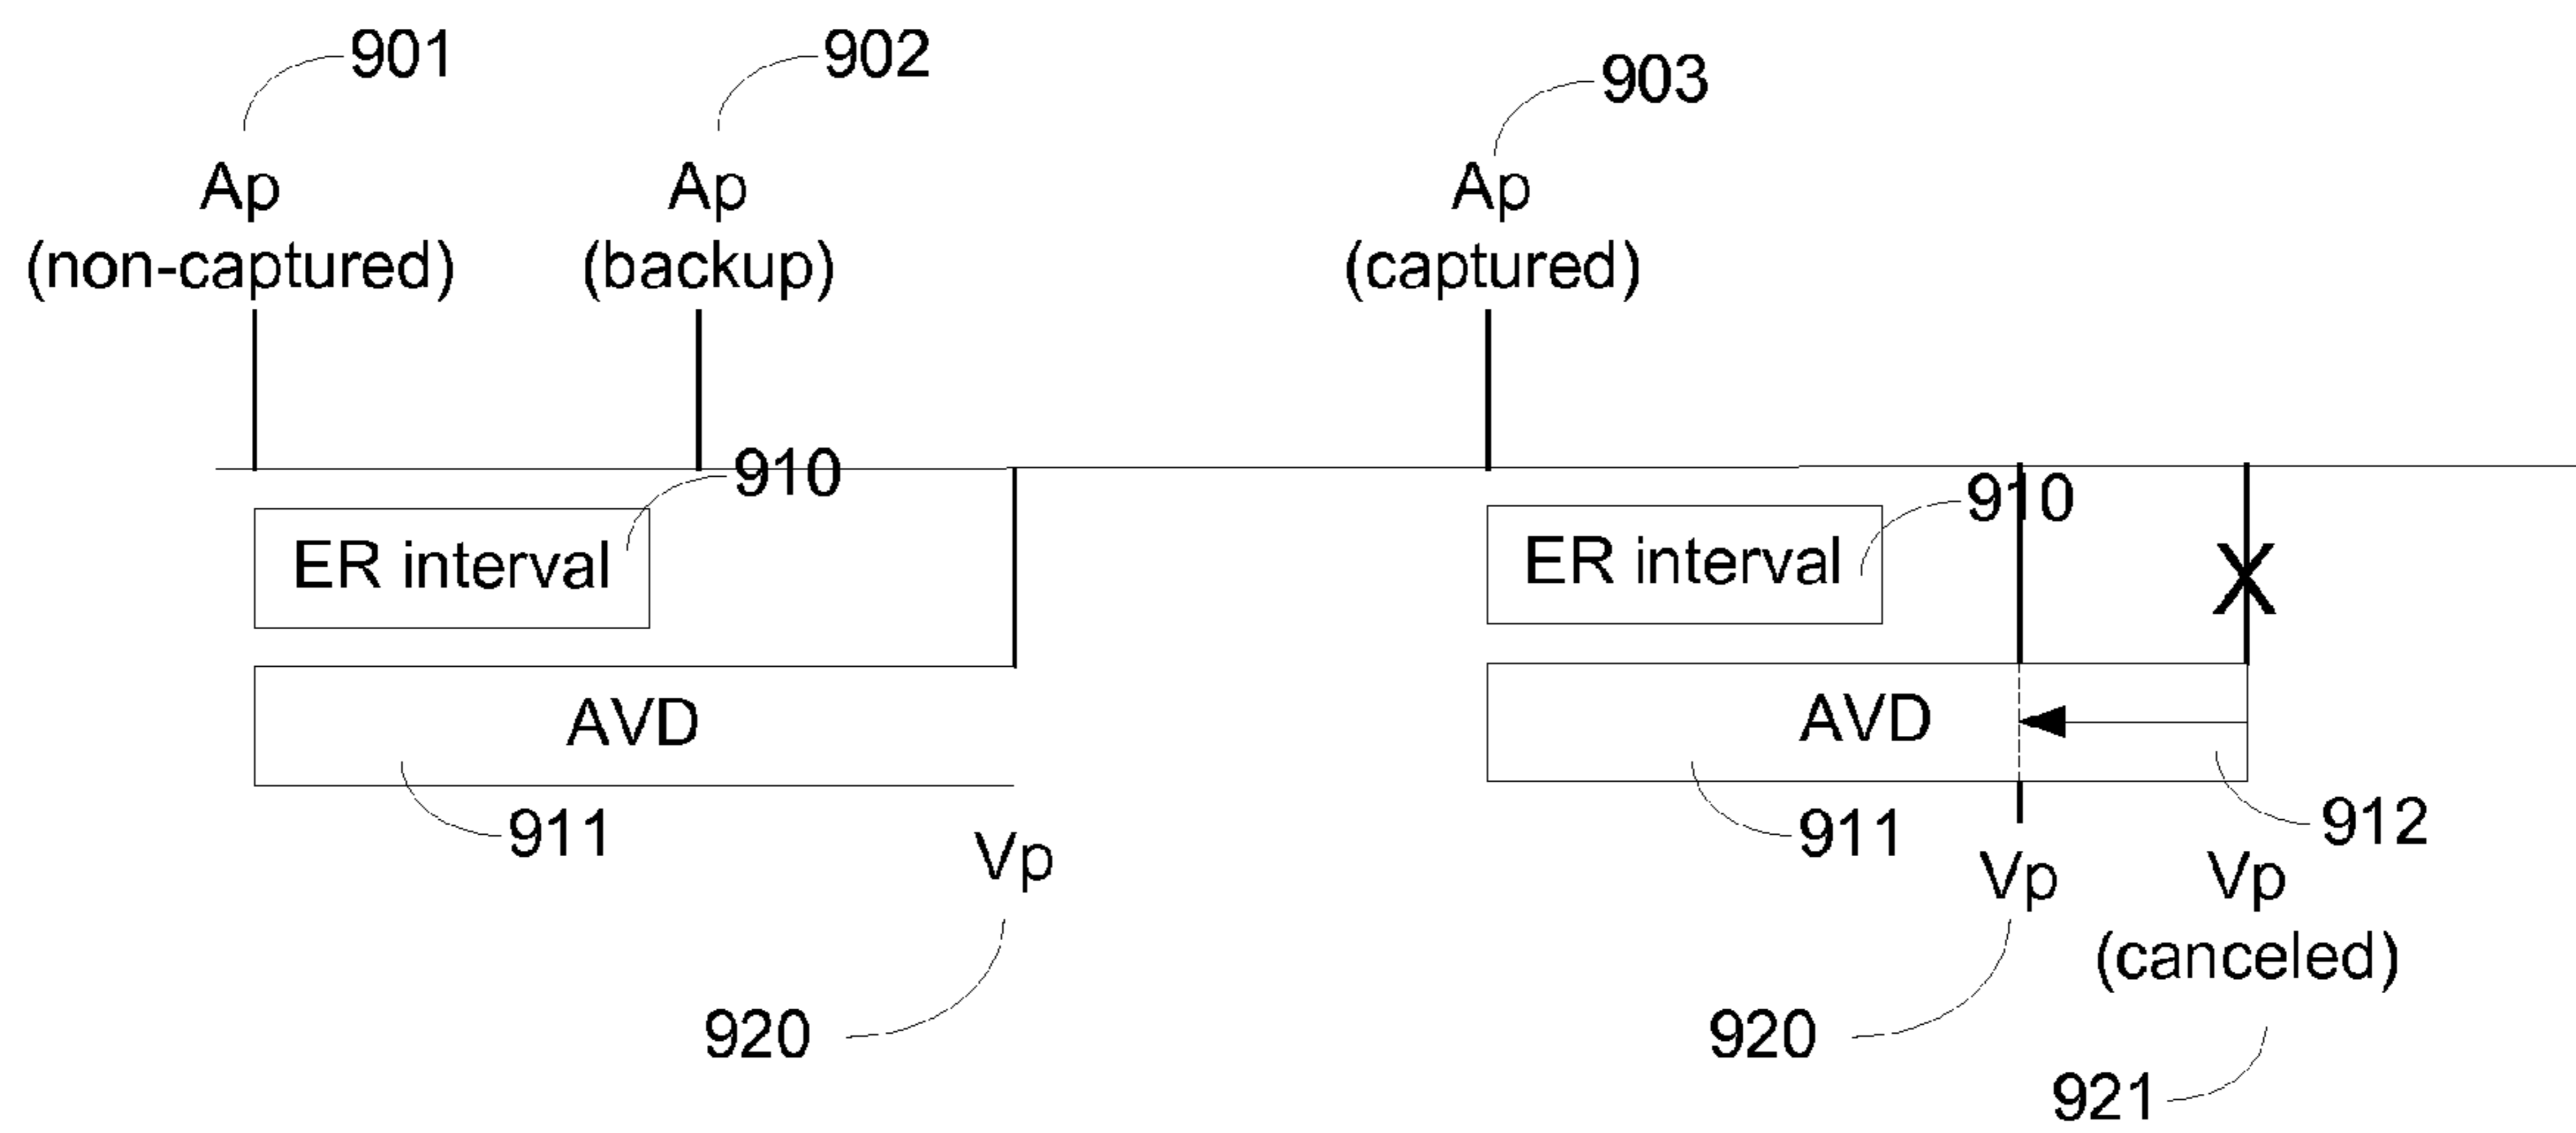 901
902
903
Ap
(non-captured)
Ap
(backup)
Ap
(captured)
910
910
ER interval
ER interval
X
AVD
AVD
911
911
912
Vp
Vp
Vp
(canceled)
920
920
921